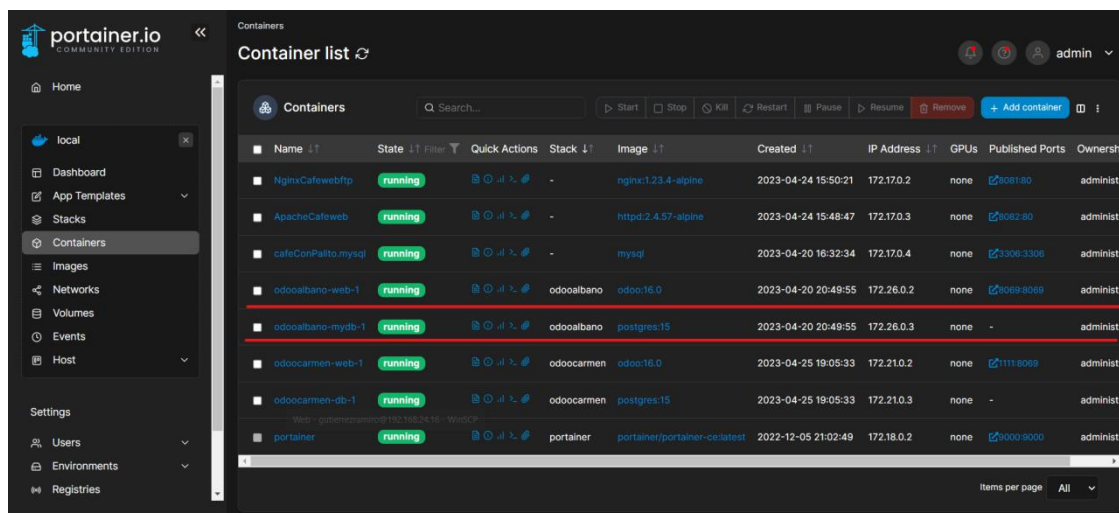 portainer.io
COMMUNITY EDITION
Home
local
Dashboard
App Templates
Stacks
Containers
Images
Networks
Volumes
Events
Host
Settings
Users
Environments
Registries
Containers
Container list
admin
Containers Search... Start Stop Kill Restart Pause Resume Remove + Add container
Name State Filter Quick Actions Stack Image Created IP Address GPUs Published Ports Ownersh
NginxCafewebftp running - nginx:1.23.4-alpine 2023-04-24 15:50:21 172.17.0.2 none 8081:80 administ
ApacheCafeweb running - httpd:2.4.57-alpine 2023-04-24 15:48:47 172.17.0.3 none 8082:80 administ
cafeConPalito.mysql running - mysql 2023-04-20 16:32:34 172.17.0.4 none 3306:3306 administ
odooalbano-web-1 running odooalbano odoo:16.0 2023-04-20 20:49:55 172.26.0.2 none 8069:8069 administ
odooalbano-mydb-1 running odooalbano postgres:15 2023-04-20 20:49:55 172.26.0.3 none - administ
odoocarmen-web-1 running odoocarmen odoo:16.0 2023-04-25 19:05:33 172.21.0.2 none 1111:8069 administ
odoocarmen-db-1 running odoocarmen postgres:15 2023-04-25 19:05:33 172.21.0.3 none - administ
Web - gutierrezramiro@192.168.24.16 - WinSCP
portainer running portainer portainer/portainer-ce:latest 2022-12-05 21:02:49 172.18.0.2 none 9000:9000 administ
Items per page All